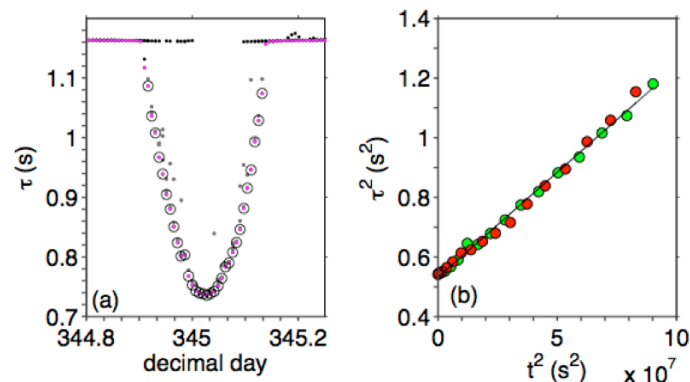 1.1
1
0.9
0.8
0.7
τ (s)
(a)
344.8 345 345.2
decimal day
1.4
1.2
1
0.8
0.6
0.4
τ² (s²)
(b)
0 5 10
t² (s²) x 10⁷